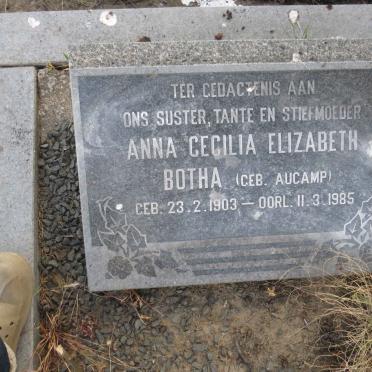 TER GEDACTENIS AAN
ONS SUSTER, TANTE EN STIEFMOEDER
ANNA CECILIA ELIZABETH
BOTHA (GEB. AUCAMP)
GEB. 23.2.1903 — OORL. 11.3.1985